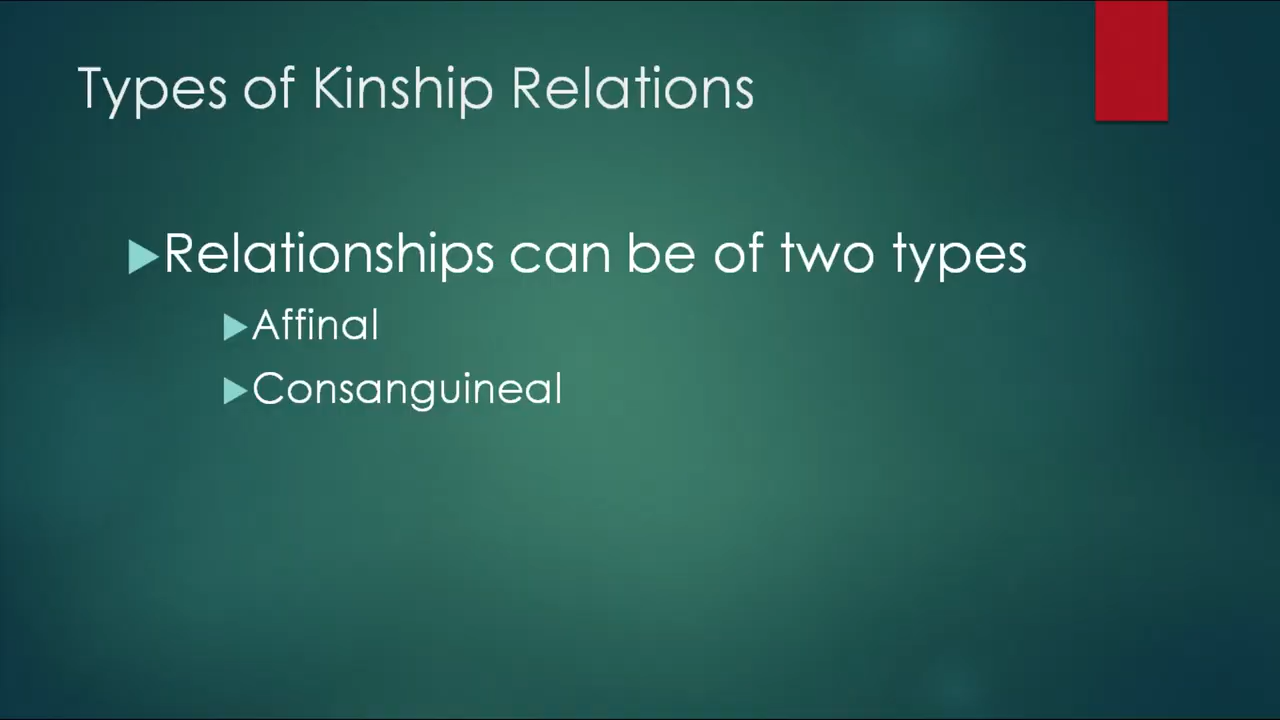 Types of Kinship Relations
Relationships can be of two types
Affinal
Consanguineal